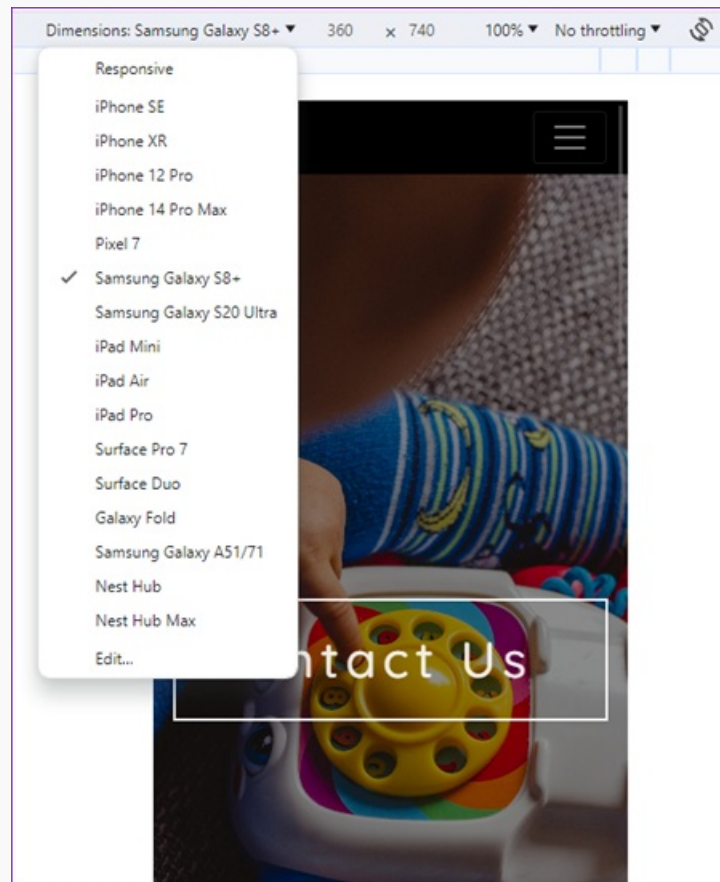 Dimensions: Samsung Galaxy S8+ 360 x 740 100% No throttling
Responsive
iPhone SE
iPhone XR
iPhone 12 Pro
iPhone 14 Pro Max
Pixel 7
Samsung Galaxy S8+
Samsung Galaxy S20 Ultra
iPad Mini
iPad Air
iPad Pro
Surface Pro 7
Surface Duo
Galaxy Fold
Samsung Galaxy A51/71
Nest Hub
Nest Hub Max
Edit...
ntact Us